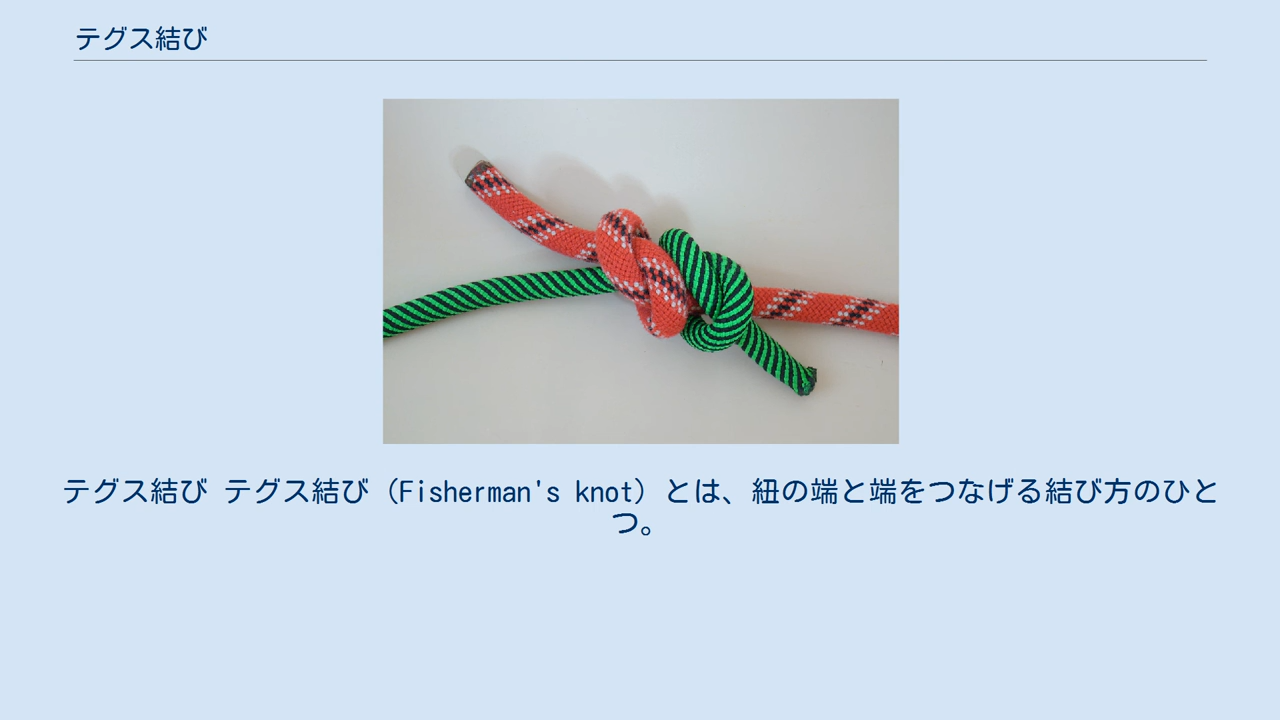 テグス結び
テグス結び テグス結び（Fisherman's knot）とは、紐の端と端をつなげる結び方のひと
つ。